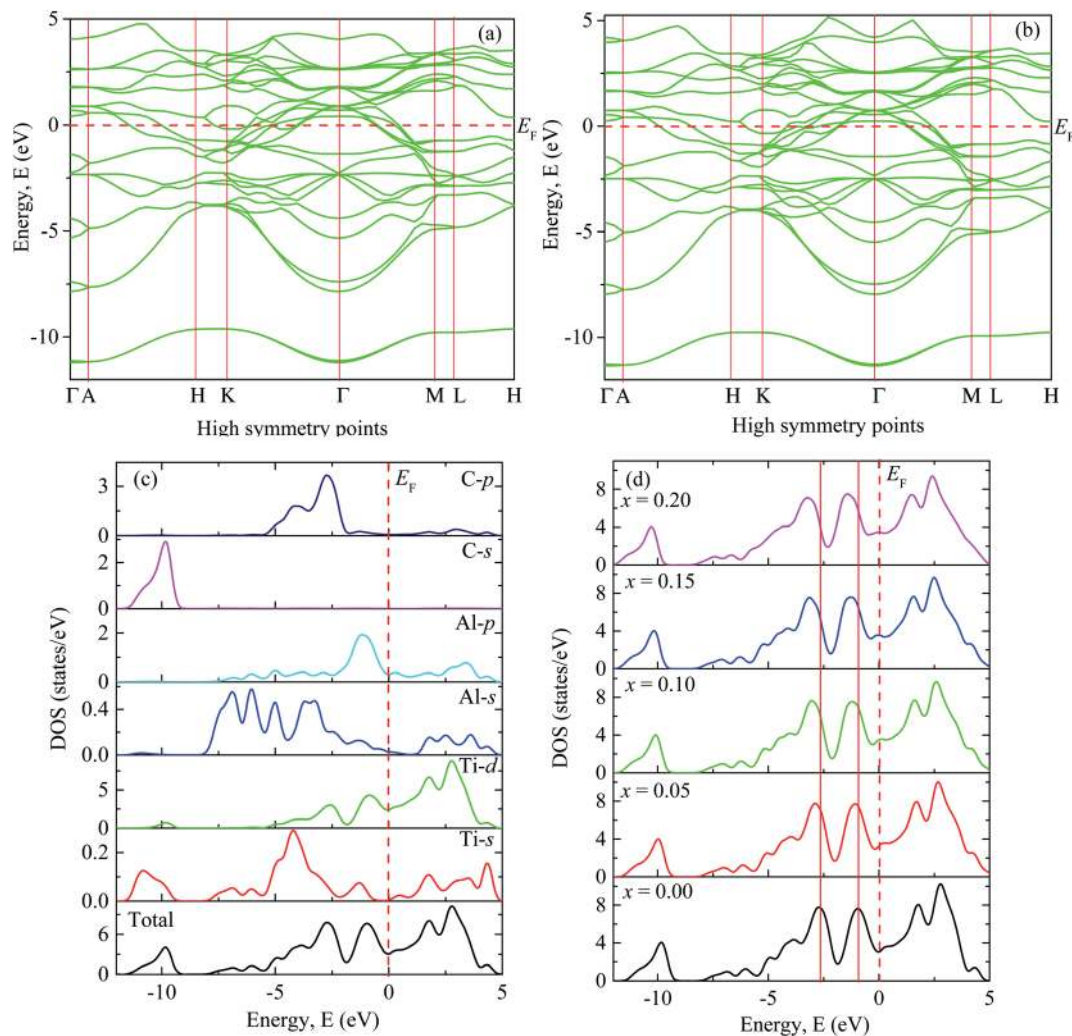 5
(a)
0
E_F
-5
-10
Energy, E (eV)
Γ A H K Γ M L H
High symmetry points
5
(b)
0
E_F
-5
-10
Energy, E (eV)
Γ A H K Γ M L H
High symmetry points
(c)
E_F
C-p
3
0
C-s
2
0
Al-p
2
0
Al-s
0.4
0.0
Ti-d
5
0
Ti-s
0.2
0.0
Total
6
0
DOS (states/eV)
-10 -5 0 5
Energy, E (eV)
(d)
E_F
x = 0.20
8
4
0
x = 0.15
8
4
0
x = 0.10
8
4
0
x = 0.05
8
4
0
x = 0.00
8
4
0
DOS (states/eV)
-10 -5 0 5
Energy, E (eV)